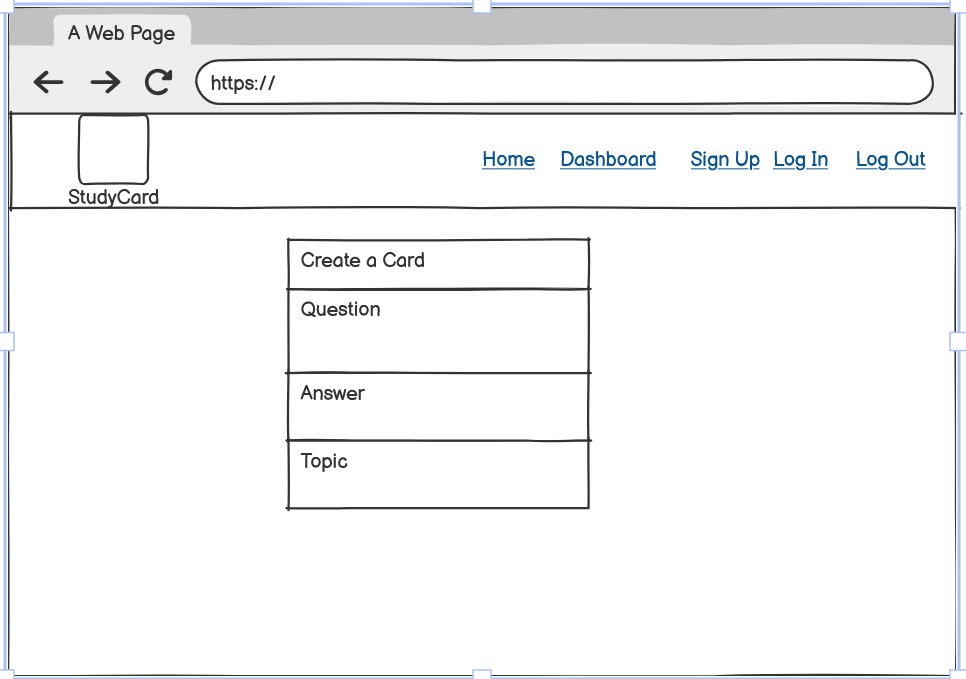 A Web Page
https://
Home Dashboard Sign Up Log In Log Out
StudyCard
Create a Card
Question
Answer
Topic